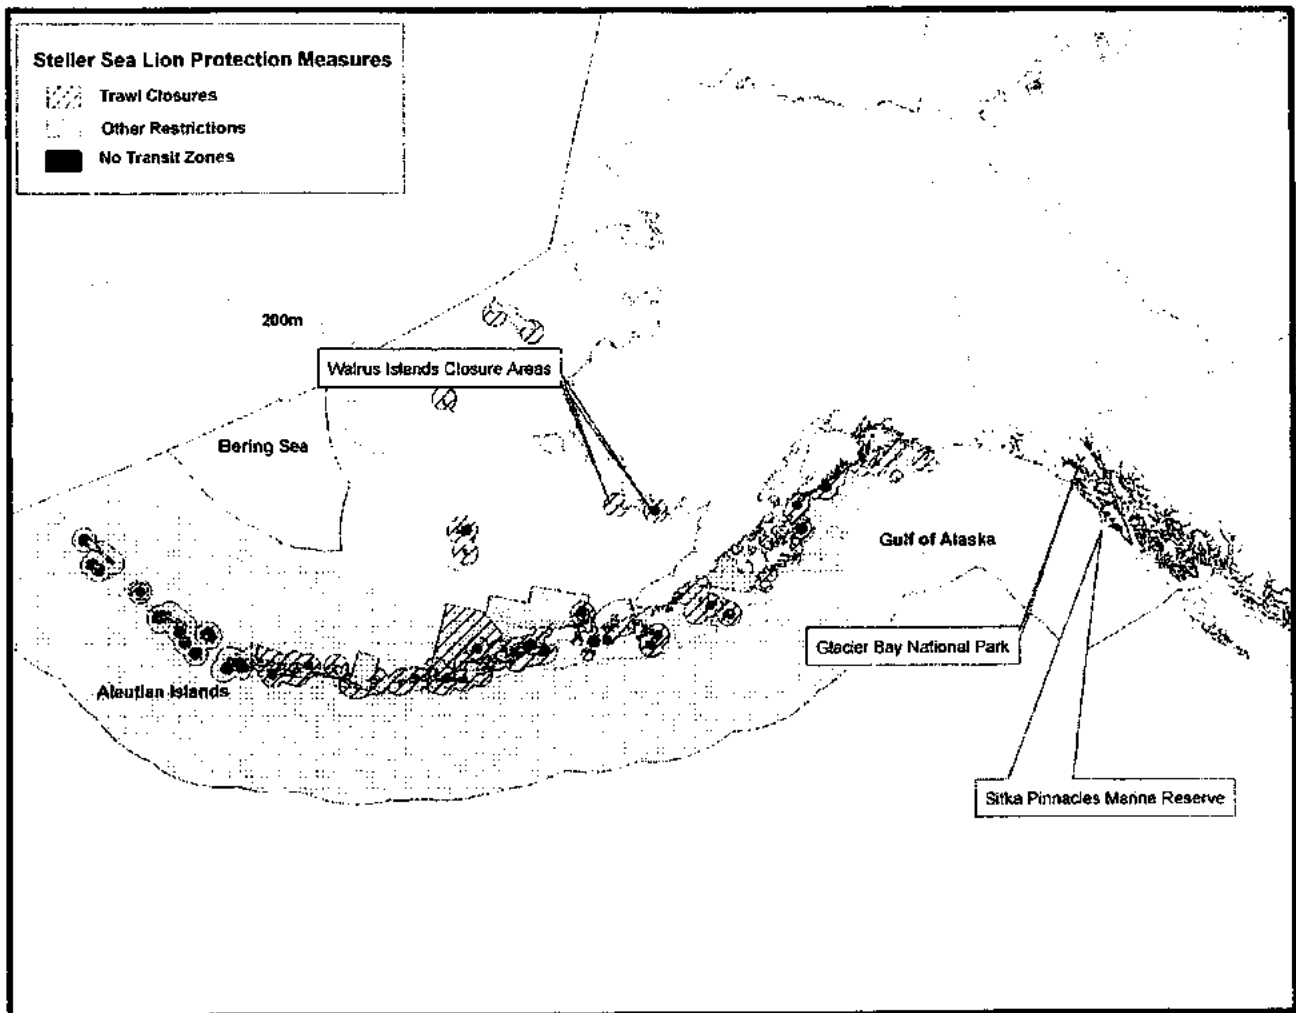 Steller Sea Lion Protection Measures
Trawl Closures
Other Restrictions
No Transit Zones
200m
Walrus Islands Closure Areas
Bering Sea
Gulf of Alaska
Glacier Bay National Park
Aleutian Islands
Sitka Pinnacles Marine Reserve